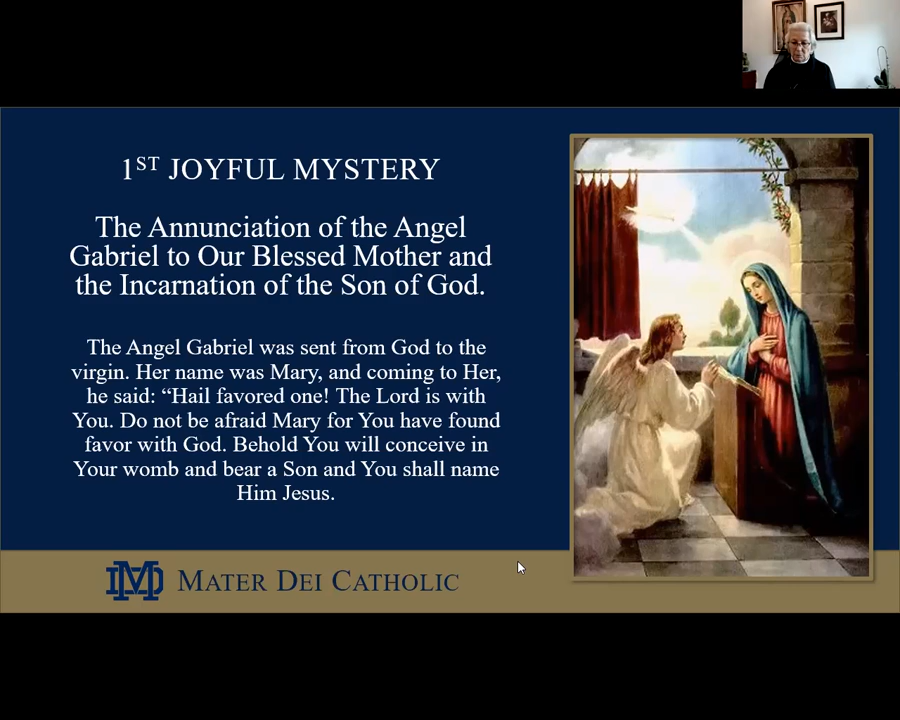 1ST JOYFUL MYSTERY
The Annunciation of the Angel
Gabriel to Our Blessed Mother and
the Incarnation of the Son of God.
The Angel Gabriel was sent from God to the
virgin. Her name was Mary, and coming to Her,
he said: “Hail favored one! The Lord is with
You. Do not be afraid Mary for You have found
favor with God. Behold You will conceive in
Your womb and bear a Son and You shall name
Him Jesus.
MD MATER DEI CATHOLIC